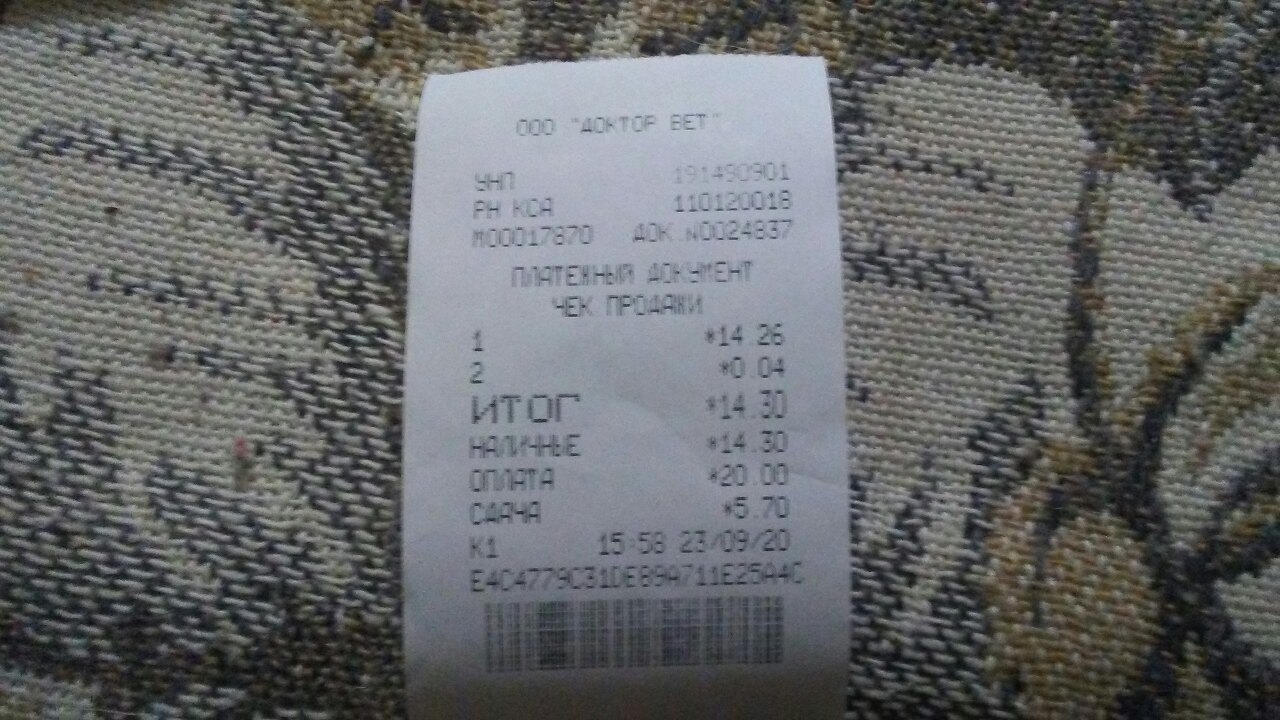 ООО "ДОКТОР ВЕТ"
УНП 191490901
РН КСА 110120018
М00017870 ДОК.N0024837
ПЛАТЕЖНЫЙ ДОКУМЕНТ
ЧЕК ПРОДАЖИ
1 *14.26
2 *0.04
ИТОГ *14.30
НАЛИЧНЫЕ *14.30
ОПЛАТА *20.00
СДАЧА *5.70
К1 15:58 23/09/20
E4C4779C31DE89A711E25A4C